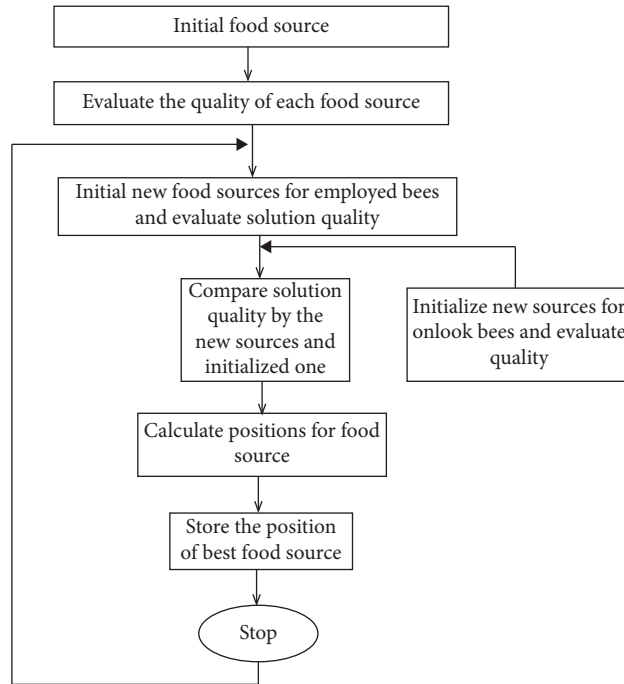 Initial food source
Evaluate the quality of each food source
Initial new food sources for employed bees
and evaluate solution quality
Compare solution
quality by the
new sources and
initialized one
Initialize new sources for
onlook bees and evaluate
quality
Calculate positions for food
source
Store the position
of best food source
Stop